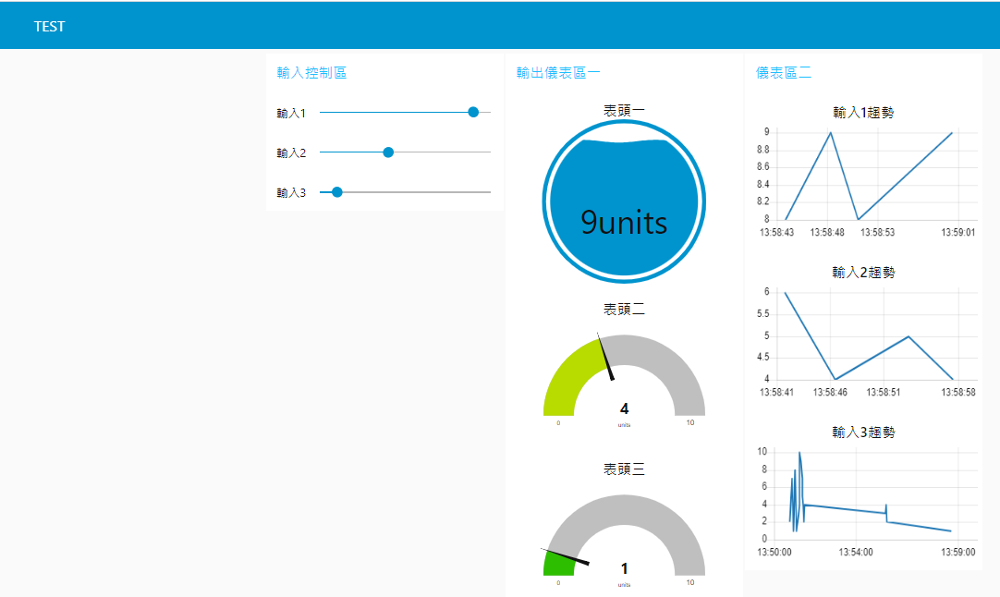 TEST
輸入控制區
輸入1
輸入2
輸入3
輸出儀表區一
表頭一
9units
表頭二
4
units
0
10
表頭三
1
units
0
10
儀表區二
輸入1趨勢
9
8.8
8.6
8.4
8.2
8
13:58:43 13:58:48 13:58:53 13:59:01
輸入2趨勢
6
5.5
5
4.5
4
13:58:41 13:58:46 13:58:51 13:58:58
輸入3趨勢
10
8
6
4
2
0
13:50:00 13:54:00 13:59:00